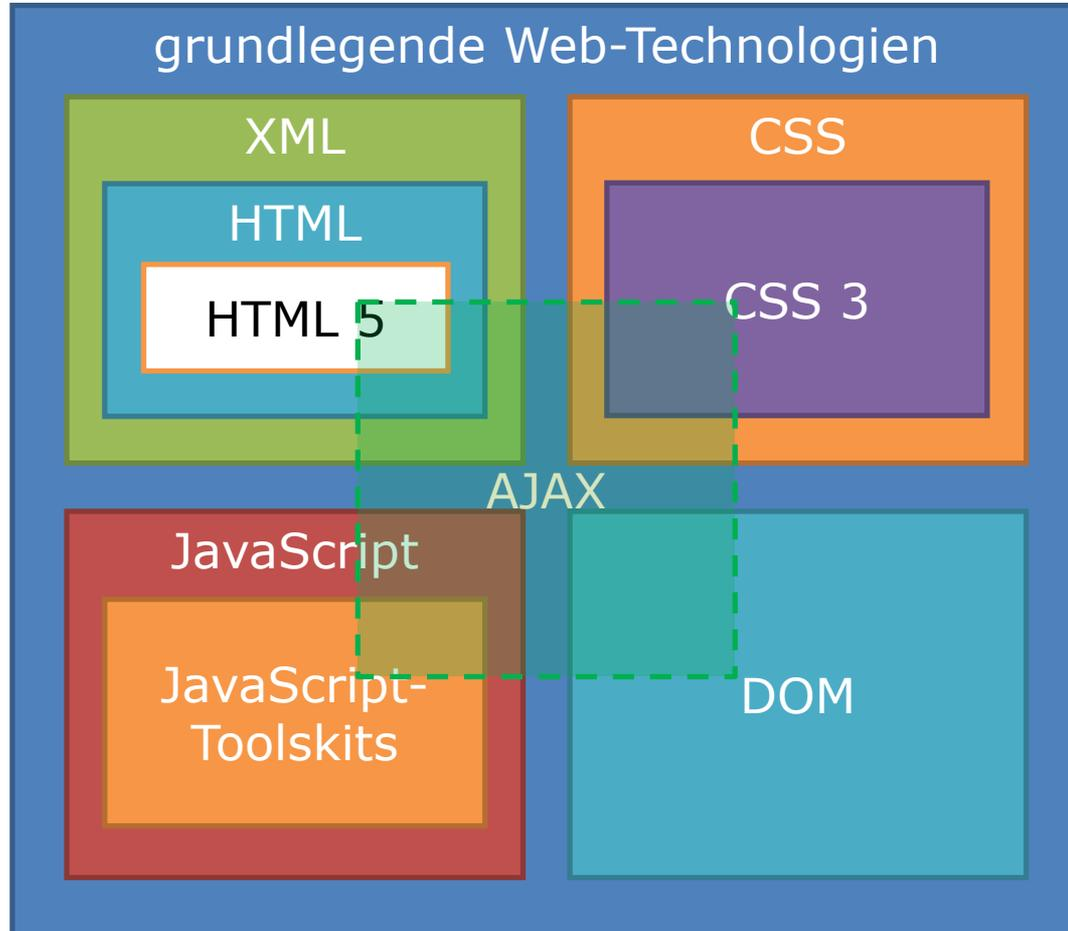 grundlegende Web-Technologien
XML
CSS
HTML
HTML 5
CSS 3
AJAX
JavaScript
JavaScript-
Toolskits
DOM